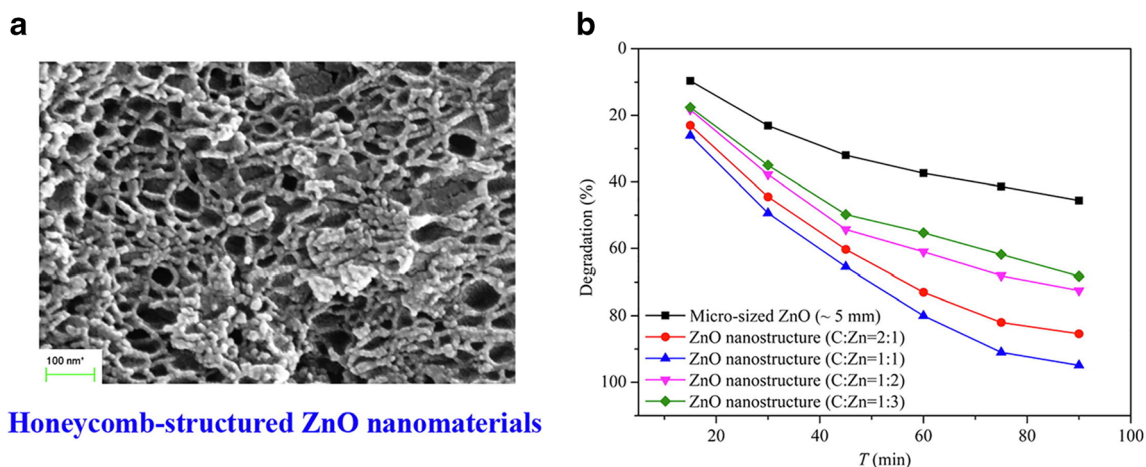 a
100 nm*
Honeycomb-structured ZnO nanomaterials
b
0
20
40
60
80
100
Degradation (%)
Micro-sized ZnO (~ 5 mm)
ZnO nanostructure (C:Zn=2:1)
ZnO nanostructure (C:Zn=1:1)
ZnO nanostructure (C:Zn=1:2)
ZnO nanostructure (C:Zn=1:3)
20 40 60 80 100
T (min)